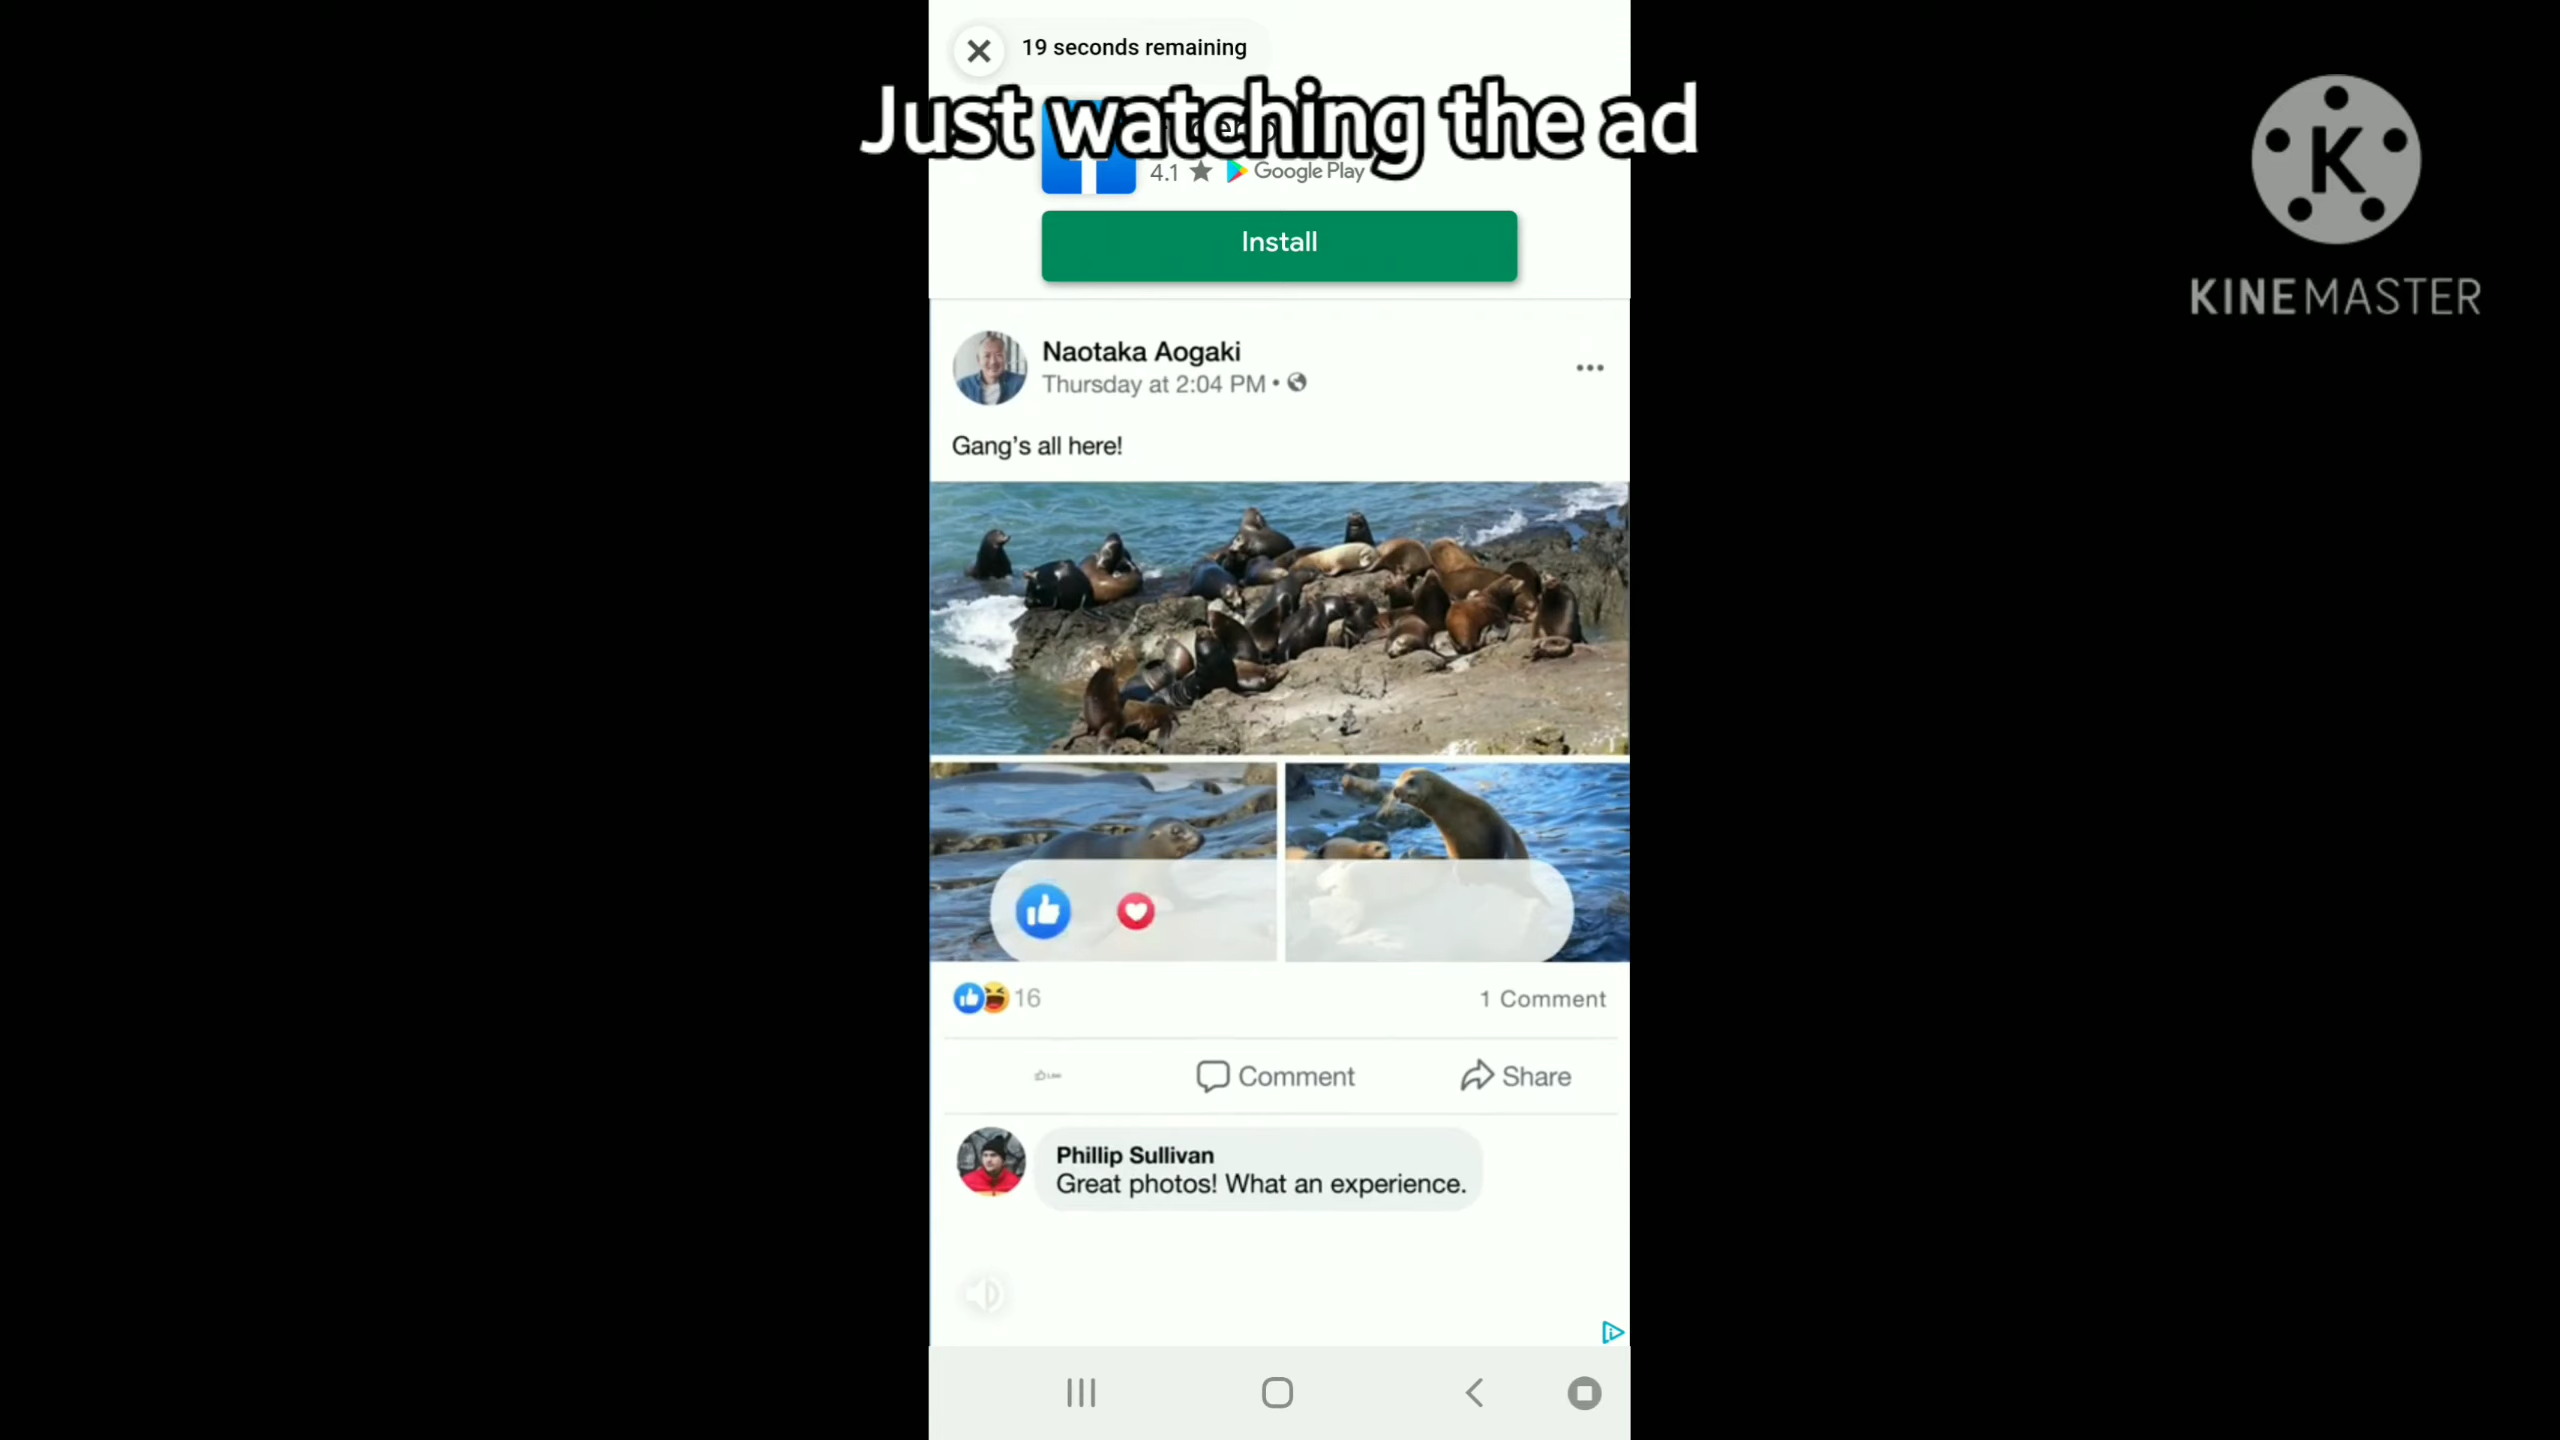 19 seconds remaining
Just watching the ad
4.1 ★ Google Play
Install
K
KINEMASTER
Naotaka Aogaki
Thursday at 2:04 PM •
Gang's all here!
16
1 Comment
Comment
Share
Phillip Sullivan
Great photos! What an experience.